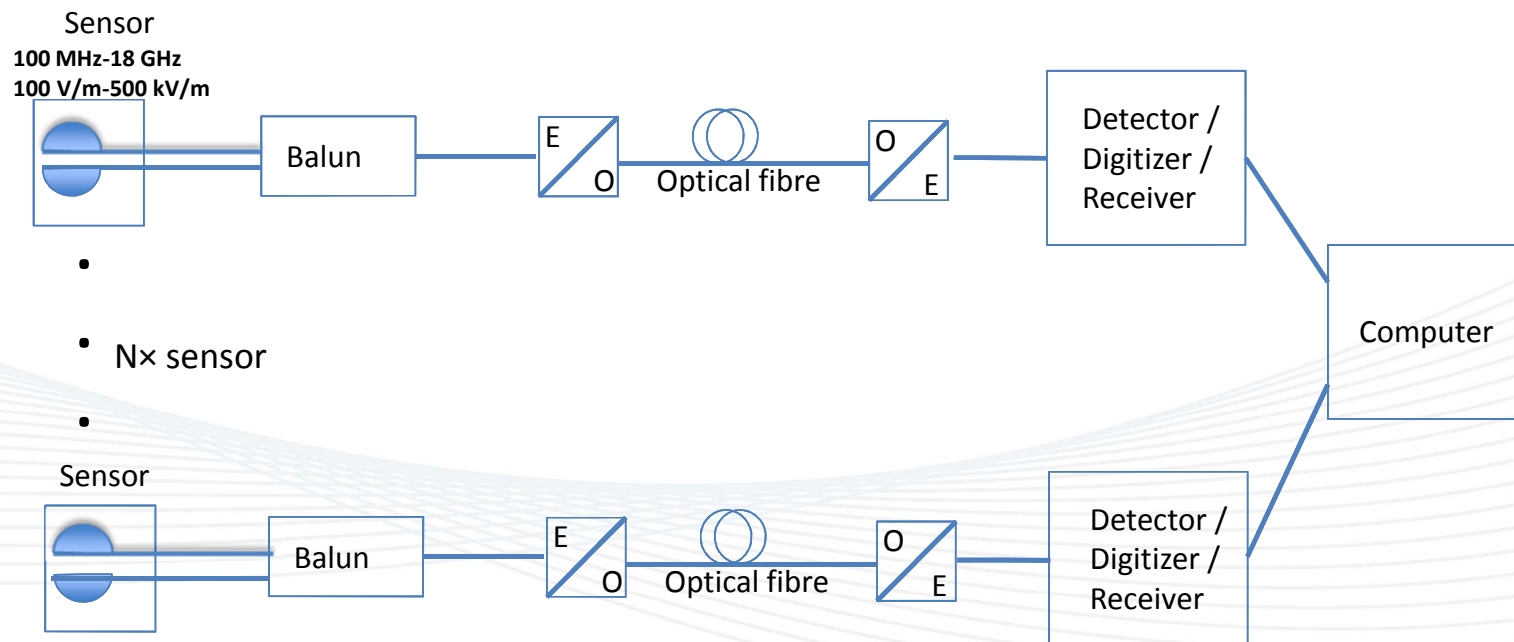 Sensor
100 MHz-18 GHz
100 V/m-500 kV/m
Balun
E
O
Optical fibre
O
E
Detector /
Digitizer /
Receiver
Computer
N× sensor
Sensor
Balun
E
O
Optical fibre
O
E
Detector /
Digitizer /
Receiver